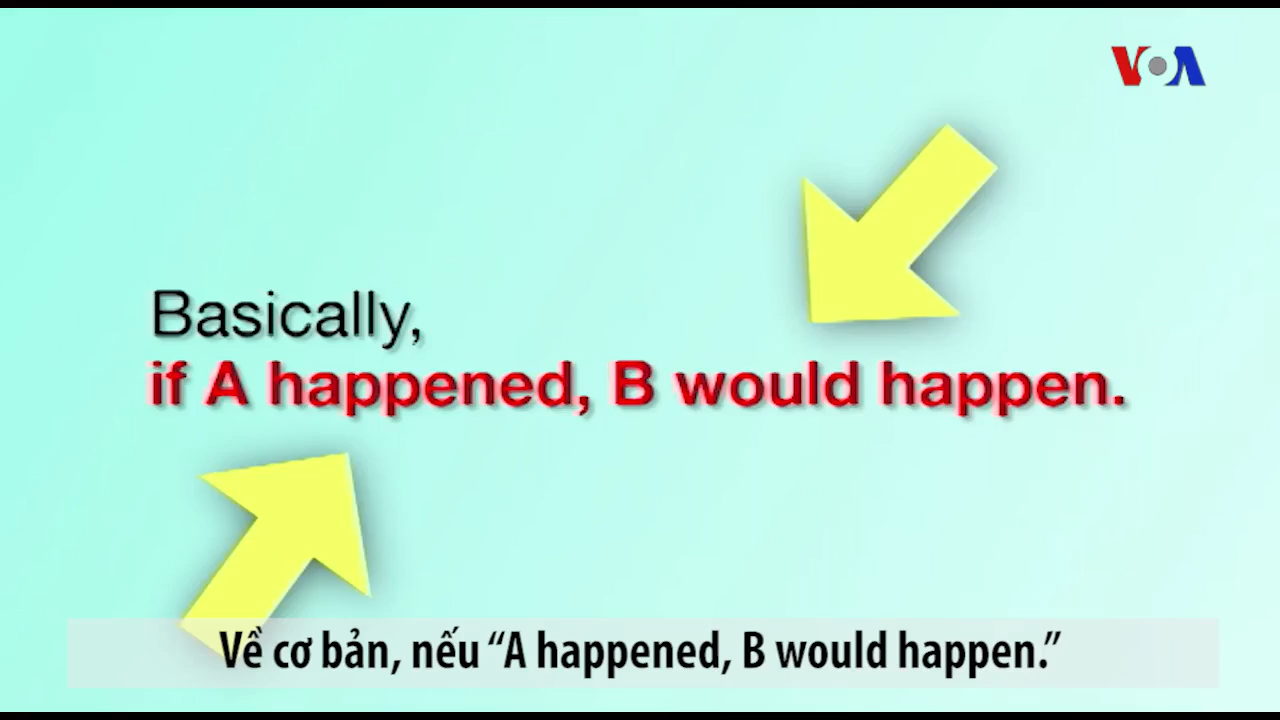 VOA
Basically,
if A happened, B would happen.
Về cơ bản, nếu “A happened, B would happen.”